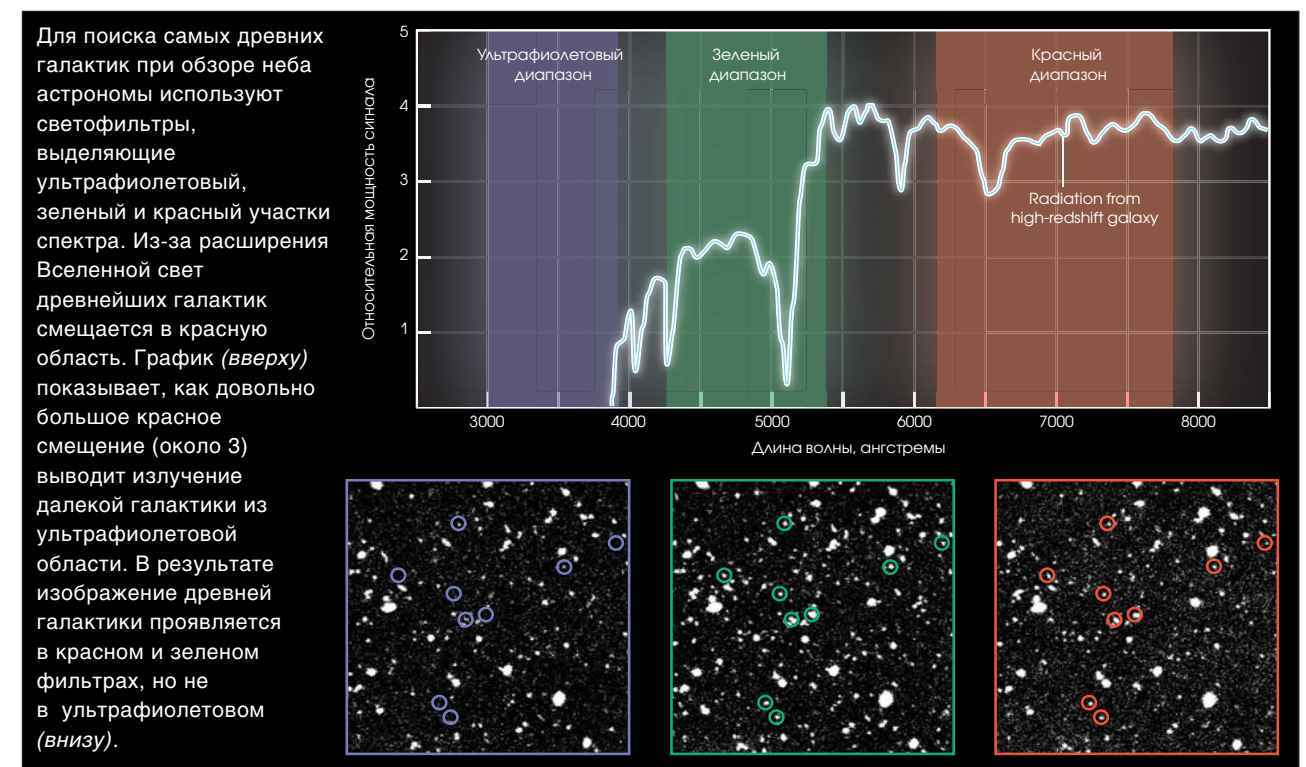 Для поиска самых древних
галактик при обзоре неба
астрономы используют
светофильтры,
выделяющие
ультрафиолетовый,
зеленый и красный участки
спектра. Из-за расширения
Вселенной свет
древнейших галактик
смещается в красную
область. График (вверху)
показывает, как довольно
большое красное
смещение (около 3)
выводит излучение
далекой галактики из
ультрафиолетовой
области. В результате
изображение древней
галактики проявляется
в красном и зеленом
фильтрах, но не
в ультрафиолетовом
(внизу).
Относительная мощность сигнала
5
4
3
2
1
Ультрафиолетовый
диапазон
Зеленый
диапазон
Красный
диапазон
Radiation from
high-redshift galaxy
3000 4000 5000 6000 7000 8000
Длина волны, ангстремы